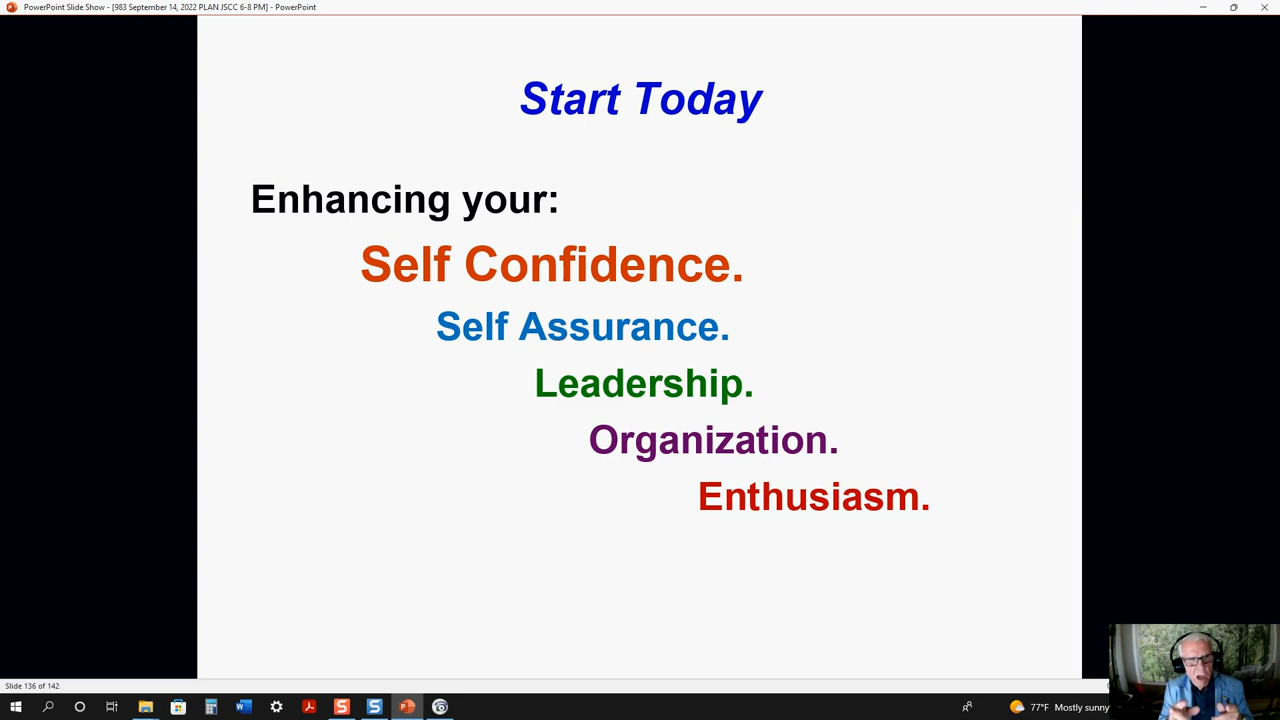 PowerPoint Slide Show - [983 September 14, 2022 PLAN JSCC 6-8 PM] - PowerPoint
Start Today
Enhancing your:
Self Confidence.
Self Assurance.
Leadership.
Organization.
Enthusiasm.
Slide 136 of 142
77°F Mostly sunny